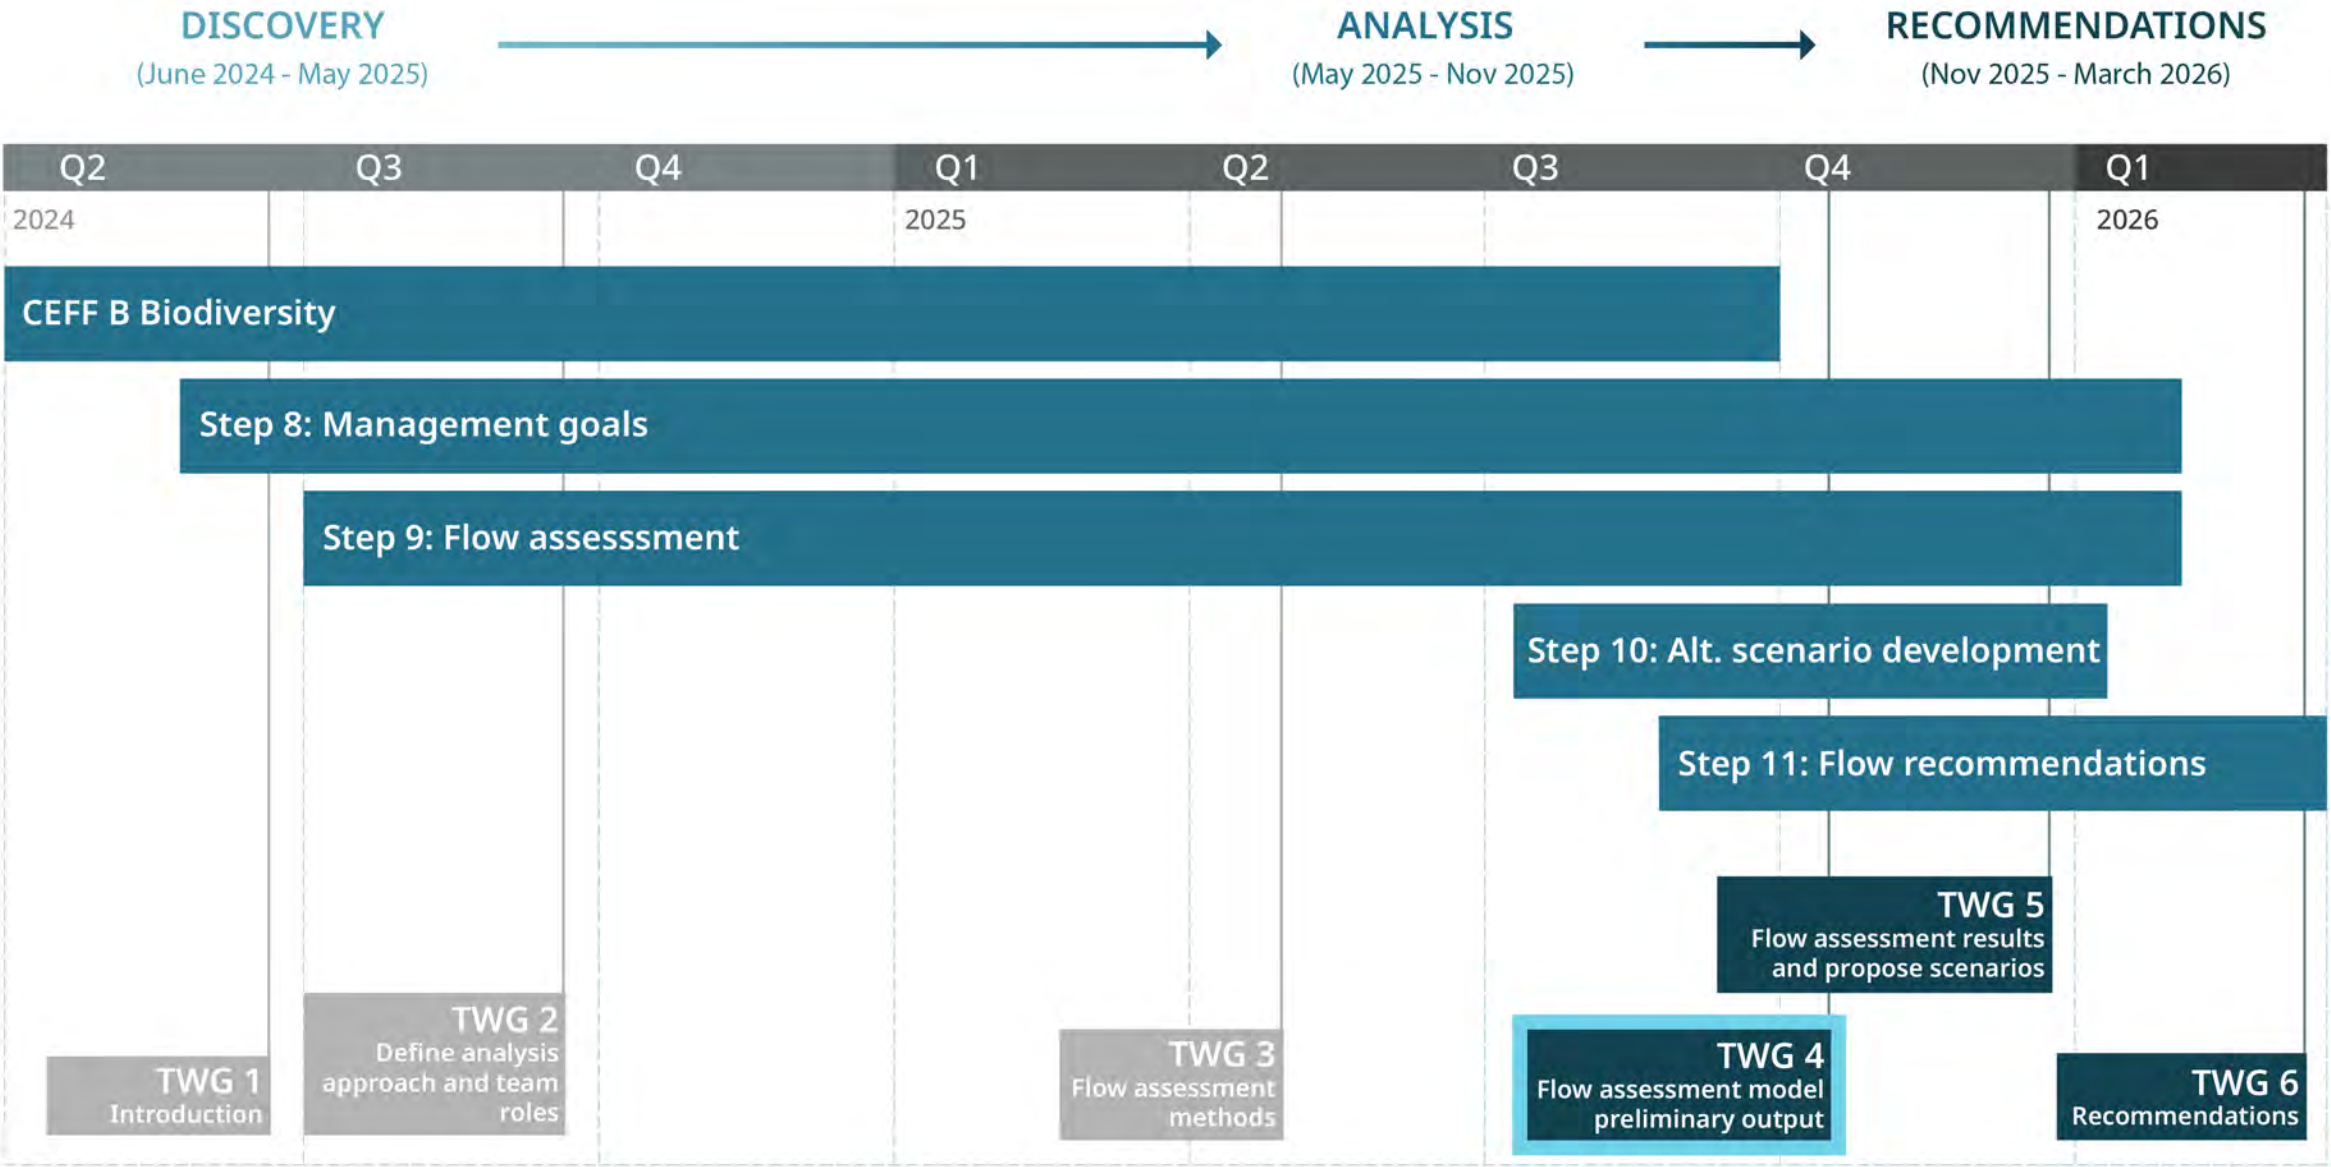 DISCOVERY
(June 2024 - May 2025)
ANALYSIS
(May 2025 - Nov 2025)
RECOMMENDATIONS
(Nov 2025 - March 2026)
Q2
Q3
Q4
Q1
Q2
Q3
Q4
Q1
2024
2025
2026
CEFF B Biodiversity
Step 8: Management goals
Step 9: Flow assesssment
Step 10: Alt. scenario development
Step 11: Flow recommendations
TWG 5
Flow assessment results
and propose scenarios
TWG 1
Introduction
TWG 2
Define analysis
approach and team
roles
TWG 3
Flow assessment
methods
TWG 4
Flow assessment model
preliminary output
TWG 6
Recommendations